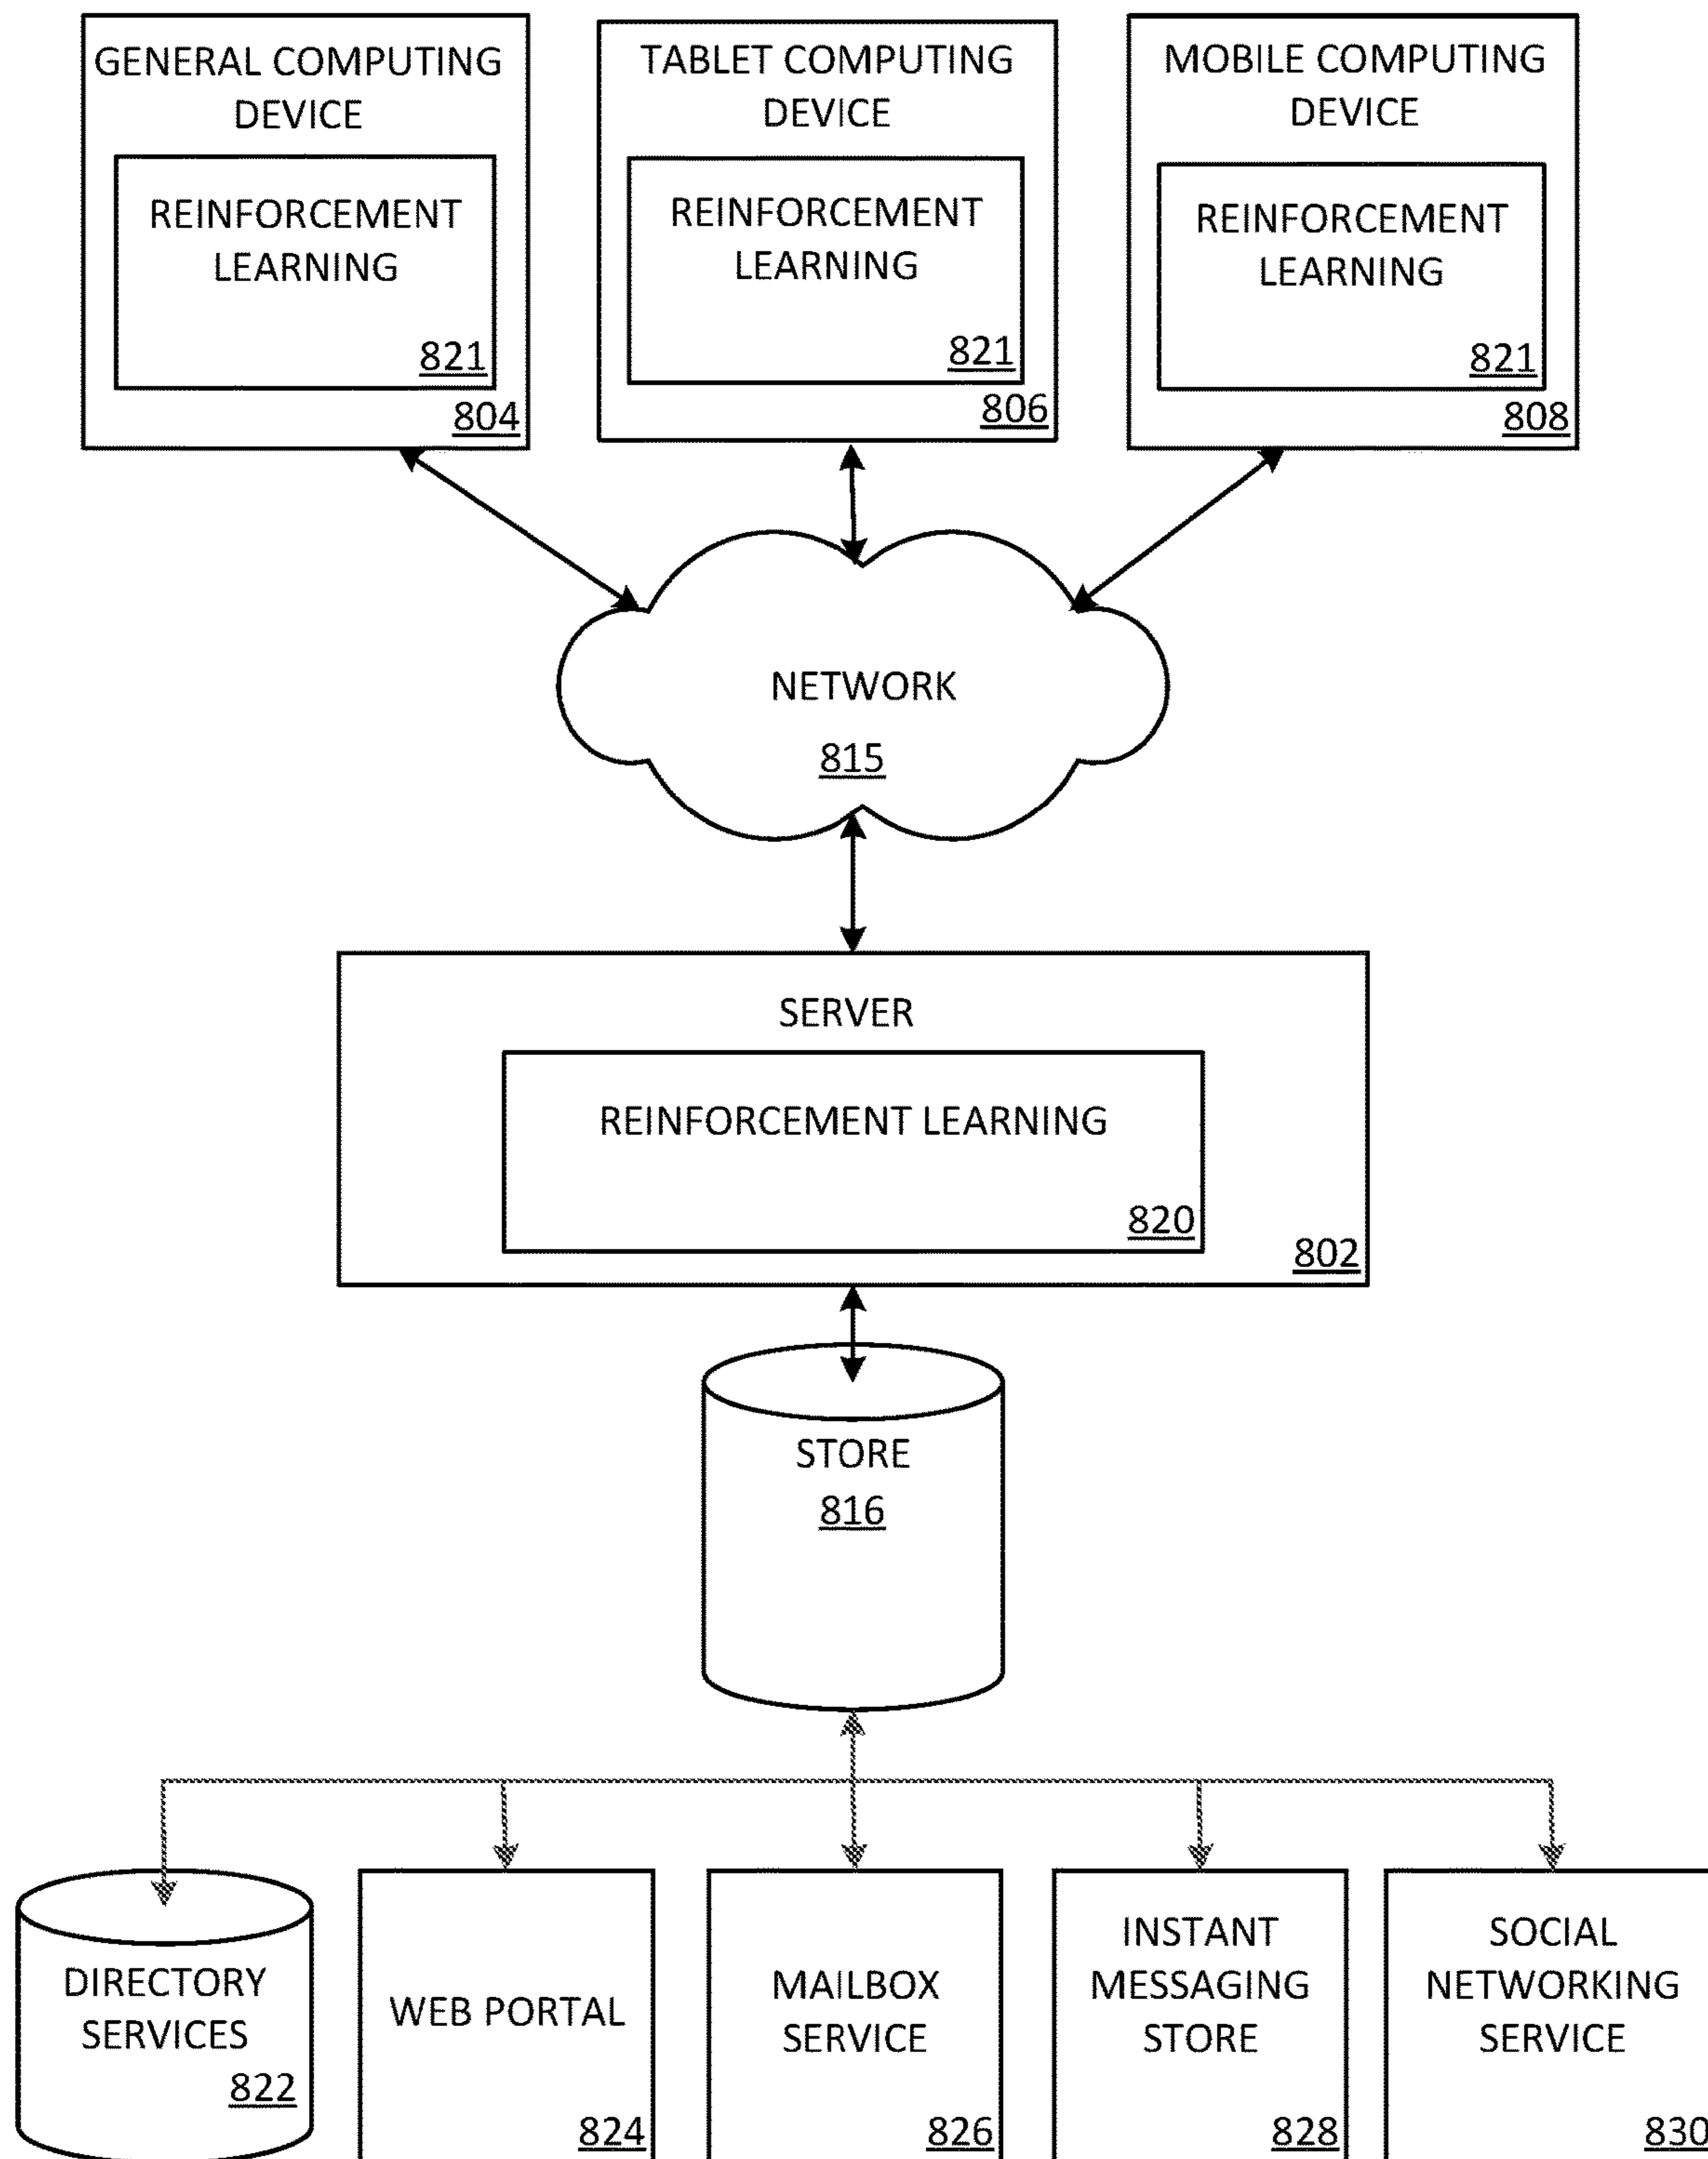 GENERAL COMPUTING
DEVICE
REINFORCEMENT
LEARNING
821
804
TABLET COMPUTING
DEVICE
REINFORCEMENT
LEARNING
821
806
MOBILE COMPUTING
DEVICE
REINFORCEMENT
LEARNING
821
808
NETWORK
815
SERVER
REINFORCEMENT LEARNING
820
802
STORE
816
DIRECTORY
SERVICES
822
WEB PORTAL
824
MAILBOX
SERVICE
826
INSTANT
MESSAGING
STORE
828
SOCIAL
NETWORKING
SERVICE
830